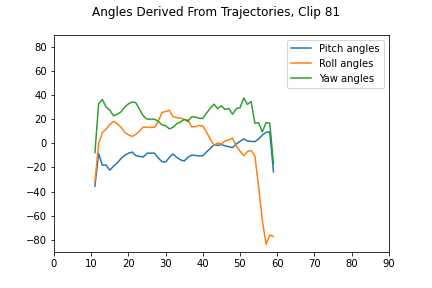 Angles Derived From Trajectories, Clip 81
Pitch angles
Roll angles
Yaw angles
80
60
40
20
0
−20
−40
−60
−80
0 10 20 30 40 50 60 70 80 90